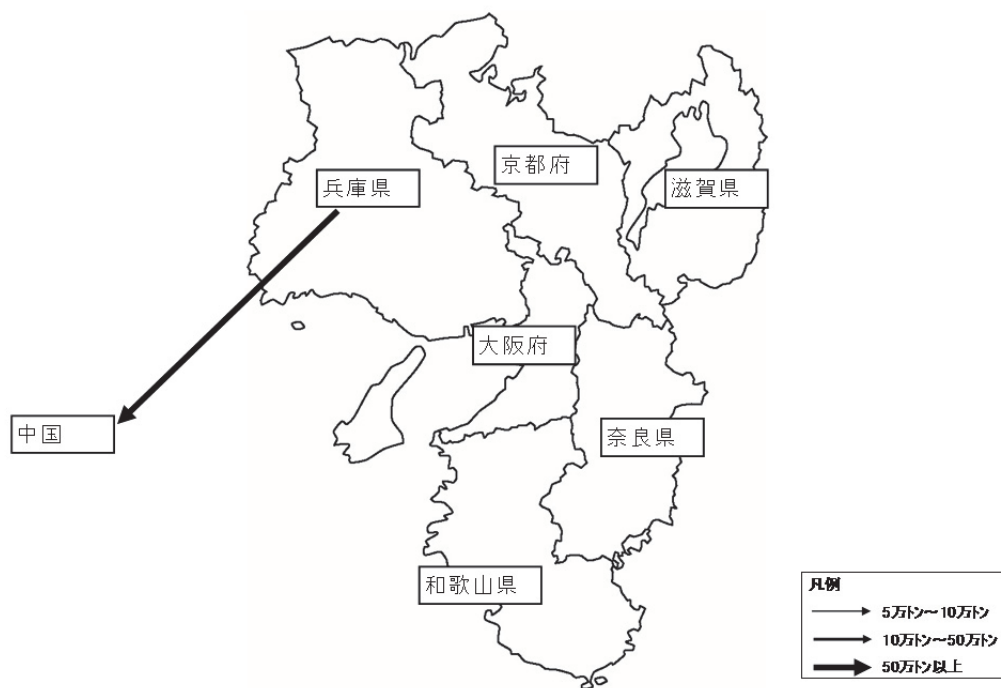 京都府
兵庫県
滋賀県
大阪府
中国
奈良県
和歌山県
凡例
5万トン～10万トン
10万トン～50万トン
50万トン以上